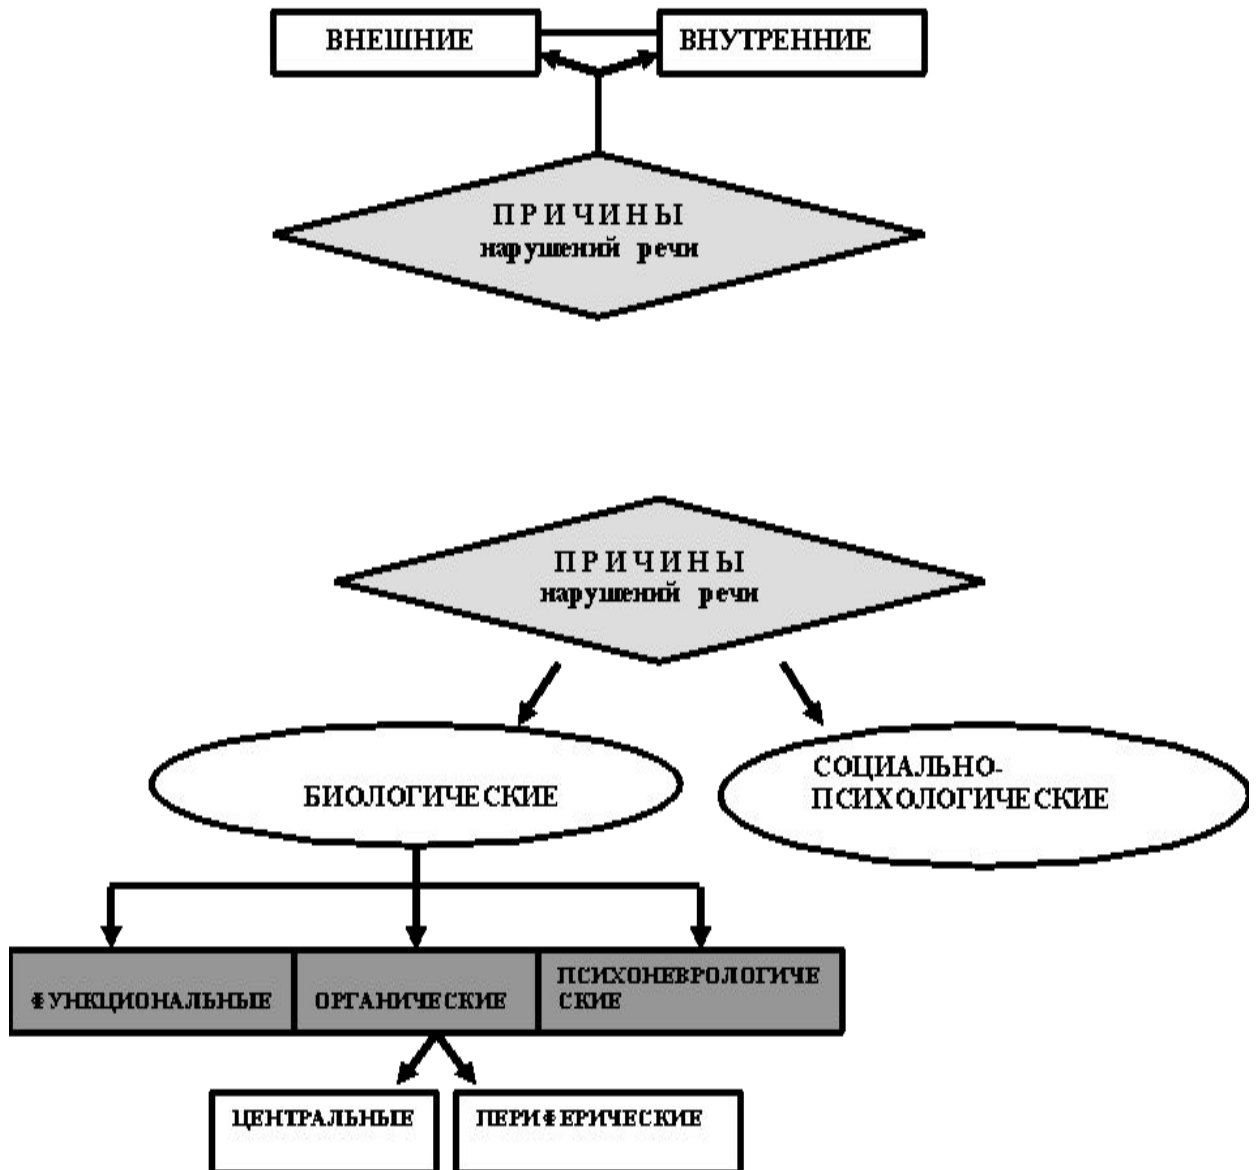 ВНЕШНИЕ
ВНУТРЕННИЕ
ПРИЧИНЫ
нарушений речи
ПРИЧИНЫ
нарушений речи
БИОЛОГИЧЕСКИЕ
СОЦИАЛЬНО-
ПСИХОЛОГИЧЕСКИЕ
ФУНКЦИОНАЛЬНЫЕ
ОРГАНИЧЕСКИЕ
ПСИХОНЕВРОЛОГИЧЕ
СКИЕ
ЦЕНТРАЛЬНЫЕ
ПЕРИФЕРИЧЕСКИЕ